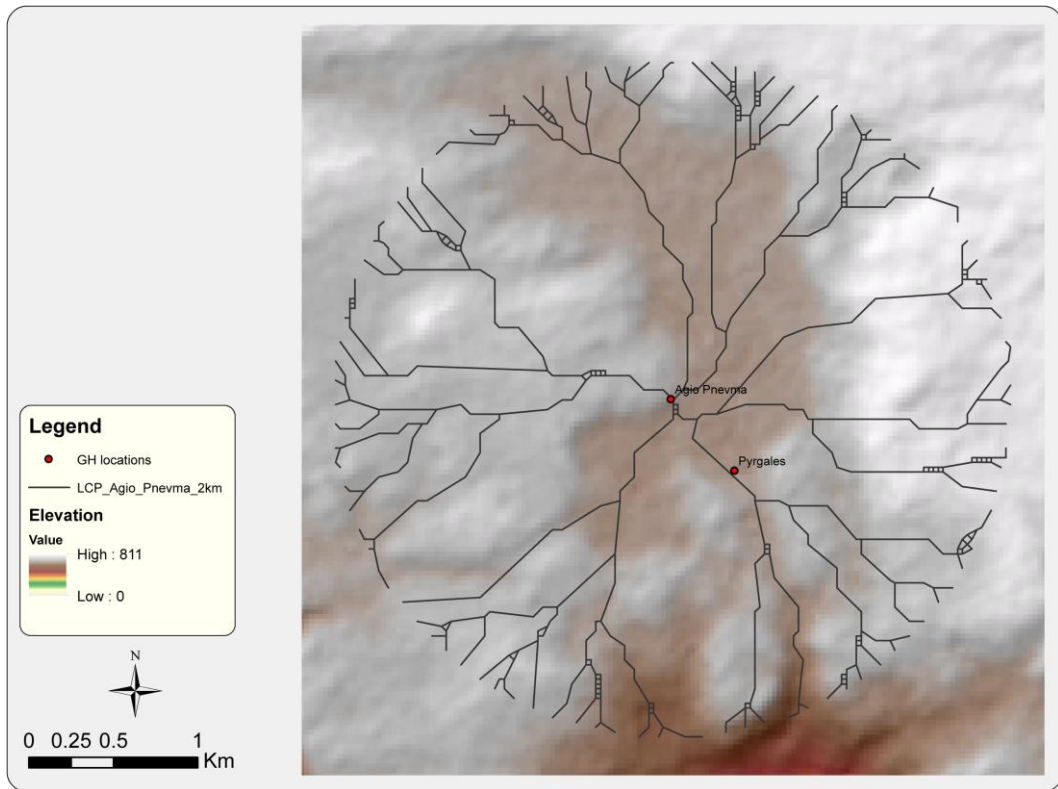 Agio Pnevma
Pyrgales
Legend
GH locations
LCP_Agio_Pnevma_2km
Elevation
Value
High : 811
Low : 0
N
0 0.25 0.5 1
Km